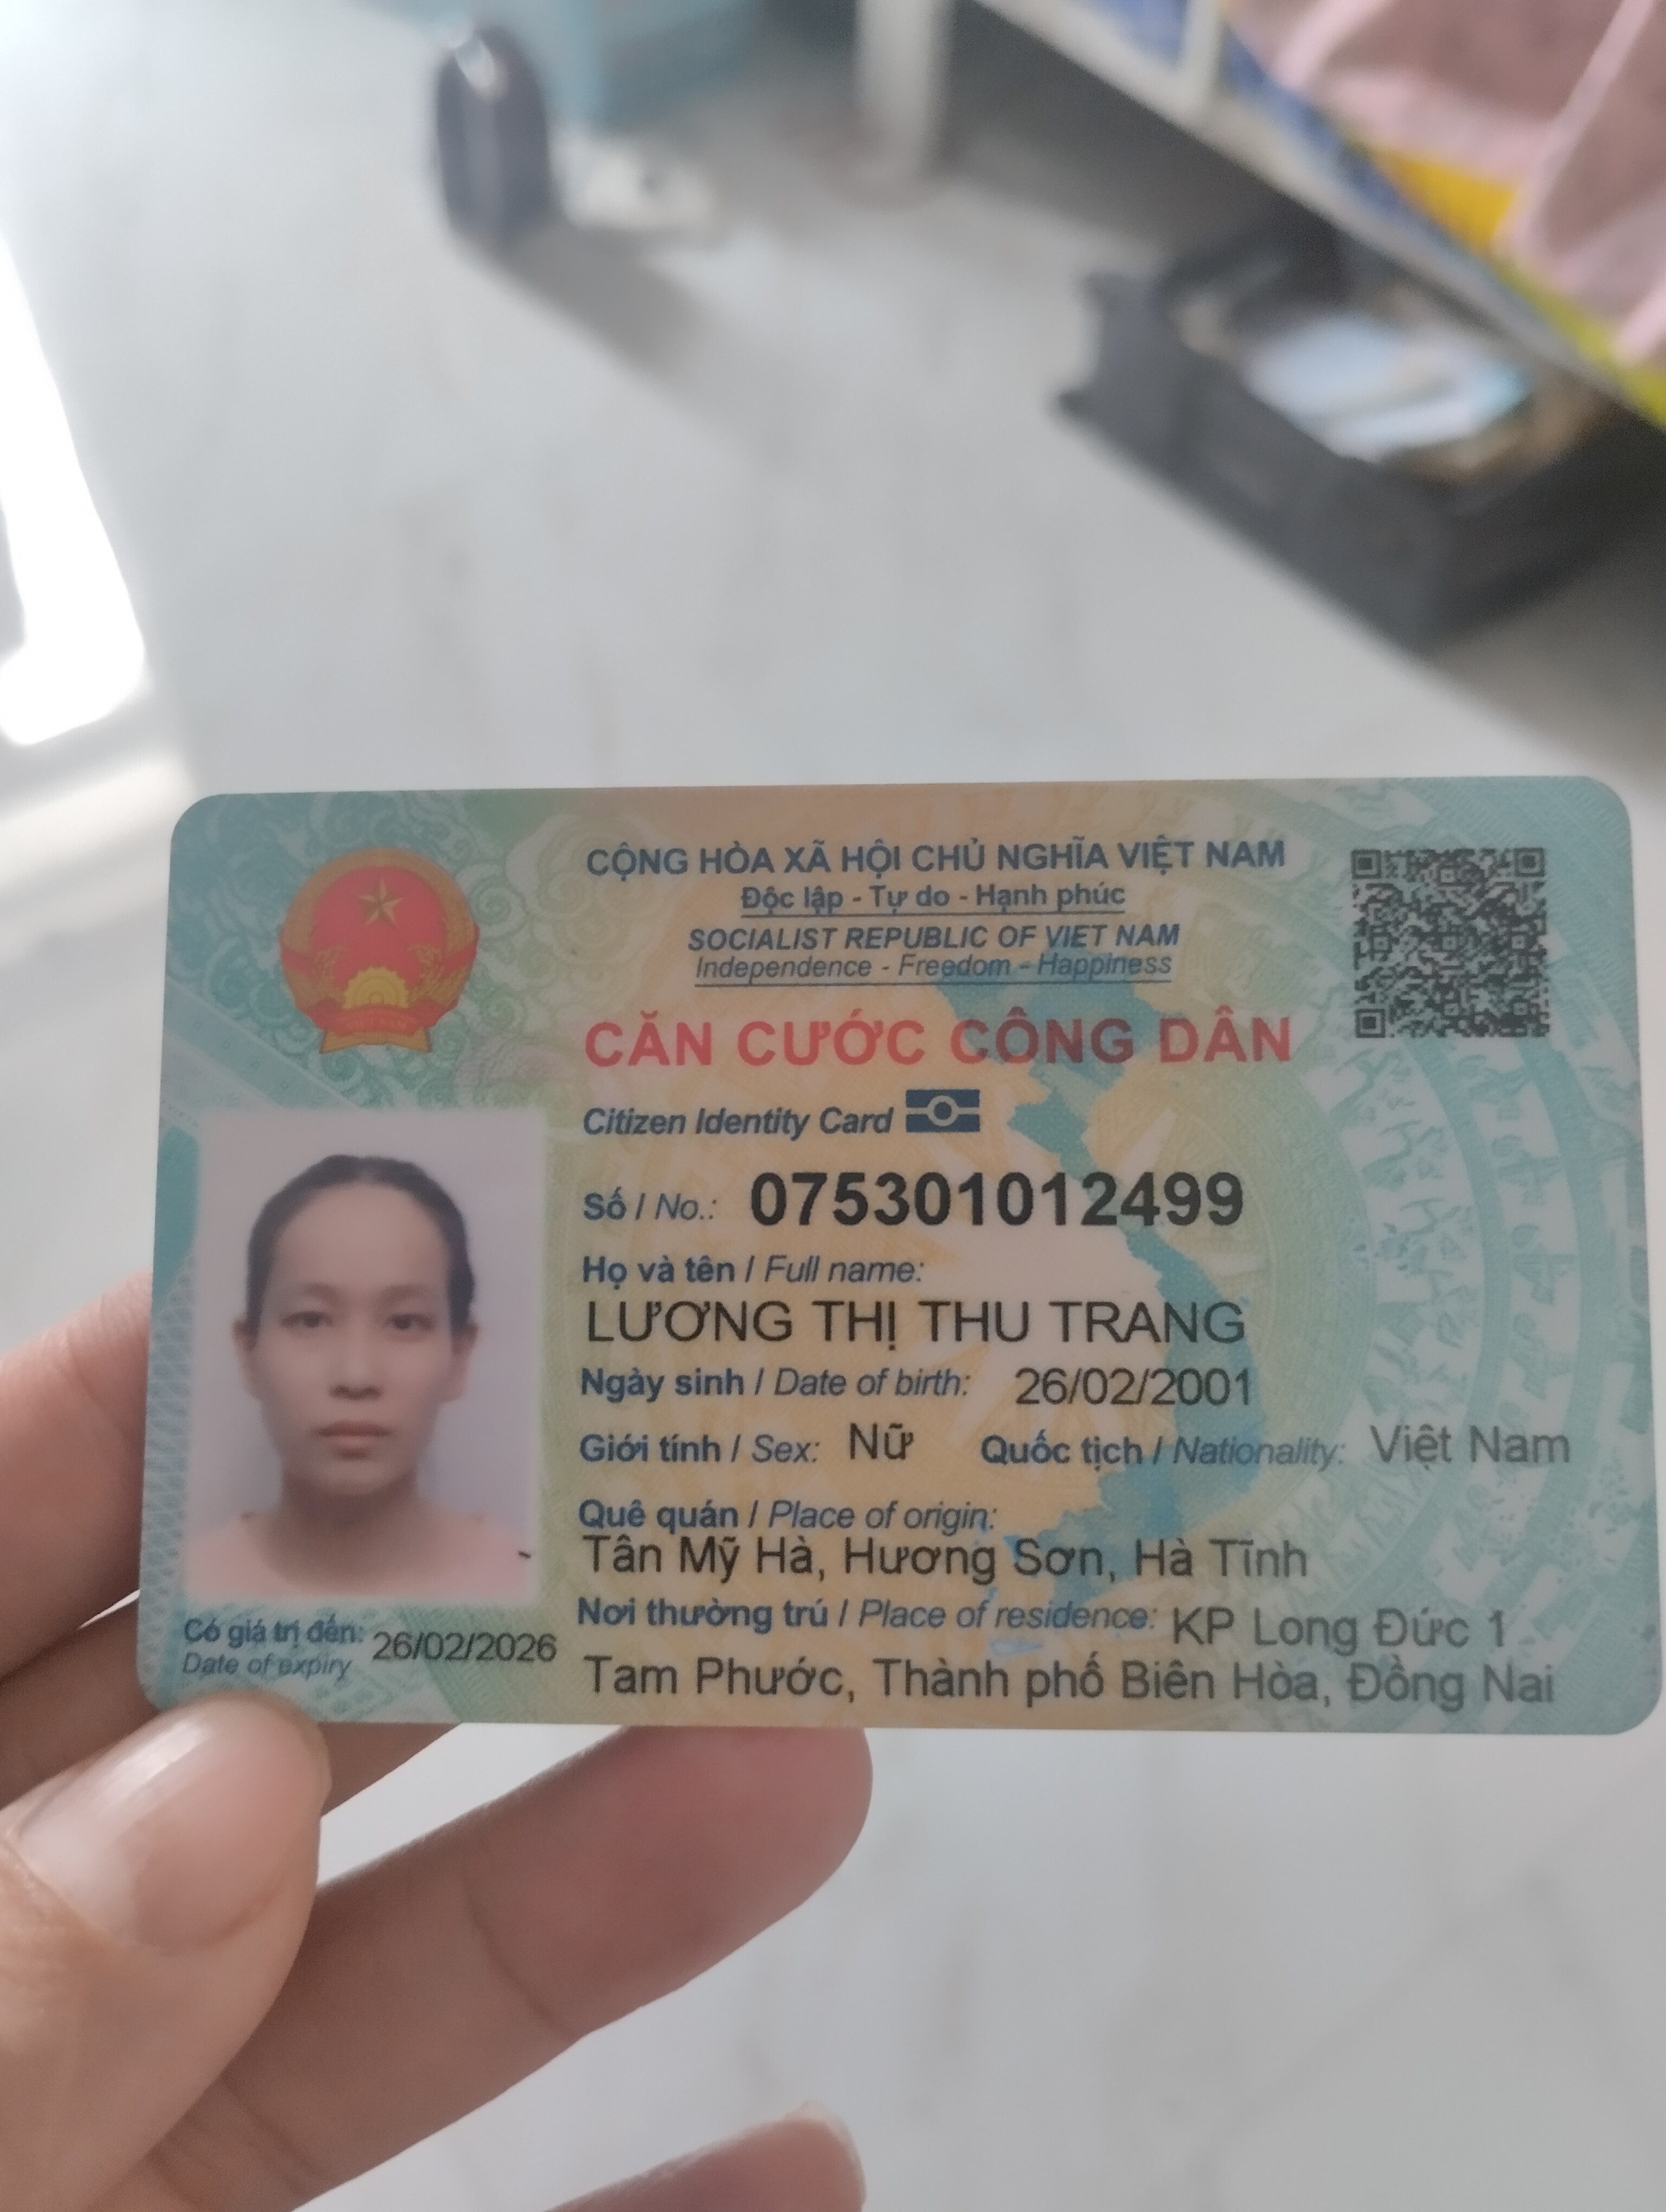 CỘNG HÒA XÃ HỘI CHỦ NGHĨA VIỆT NAM
Độc lập - Tự do - Hạnh phúc
SOCIALIST REPUBLIC OF VIET NAM
Independence - Freedom - Happiness
CĂN CƯỚC CÔNG DÂN
Citizen Identity Card
Số / No.: 075301012499
Họ và tên / Full name:
LƯƠNG THỊ THU TRANG
Ngày sinh / Date of birth: 26/02/2001
Giới tính / Sex: Nữ Quốc tịch / Nationality: Việt Nam
Quê quán / Place of origin:
Tân Mỹ Hà, Hương Sơn, Hà Tĩnh
Nơi thường trú / Place of residence: KP Long Đức 1
Tam Phước, Thành phố Biên Hòa, Đồng Nai
Có giá trị đến: 26/02/2026
Date of expiry